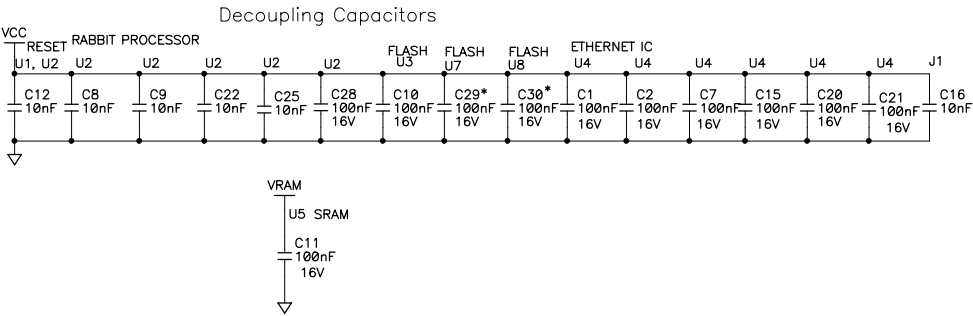 Decoupling Capacitors
VCC
RESET RABBIT PROCESSOR
FLASH FLASH FLASH ETHERNET IC
U1, U2 U2 U2 U2 U2 U2 U3 U7 U8 U4 U4 U4 U4 U4 U4 J1
C12 C8 C9 C22 C25 C28 C10 C29* C30* C1 C2 C7 C15 C20 C21 C16
10nF 10nF 10nF 10nF 10nF 100nF 100nF 100nF 100nF 100nF 100nF 100nF 100nF 100nF 100nF 10nF
16V 16V 16V 16V 16V 16V 16V 16V 16V 16V
VRAM
U5 SRAM
C11
100nF
16V